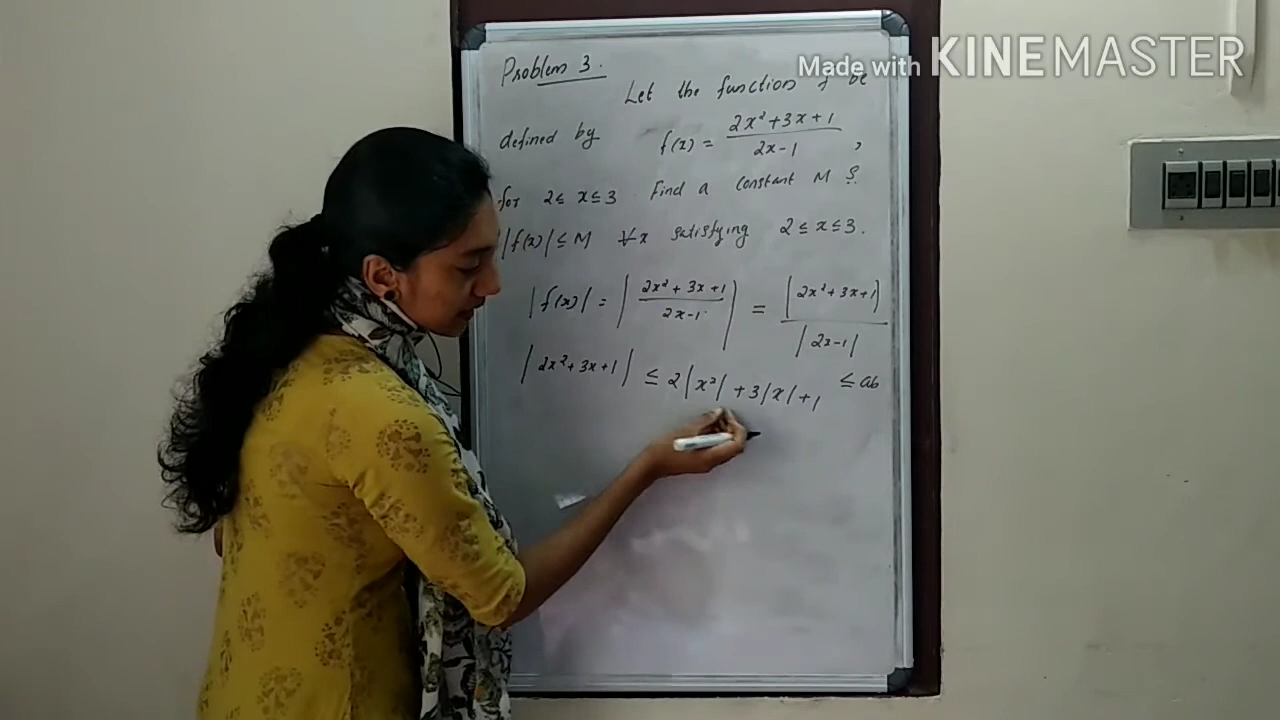 Made with KINEMASTER
Problem 3.
Let the function f be
defined by f(x) = 2x²+3x+1 / 2x-1 ,
for 2≤ x ≤3. Find a constant M
|f(x)| ≤ M ∀x satisfying 2 ≤ x ≤ 3.
|f(x)| = | 2x²+3x+1 / 2x-1 | = |2x²+3x+1| / |2x-1|
|2x²+3x+1| ≤ 2|x²| +3|x|+1 ≤ ab